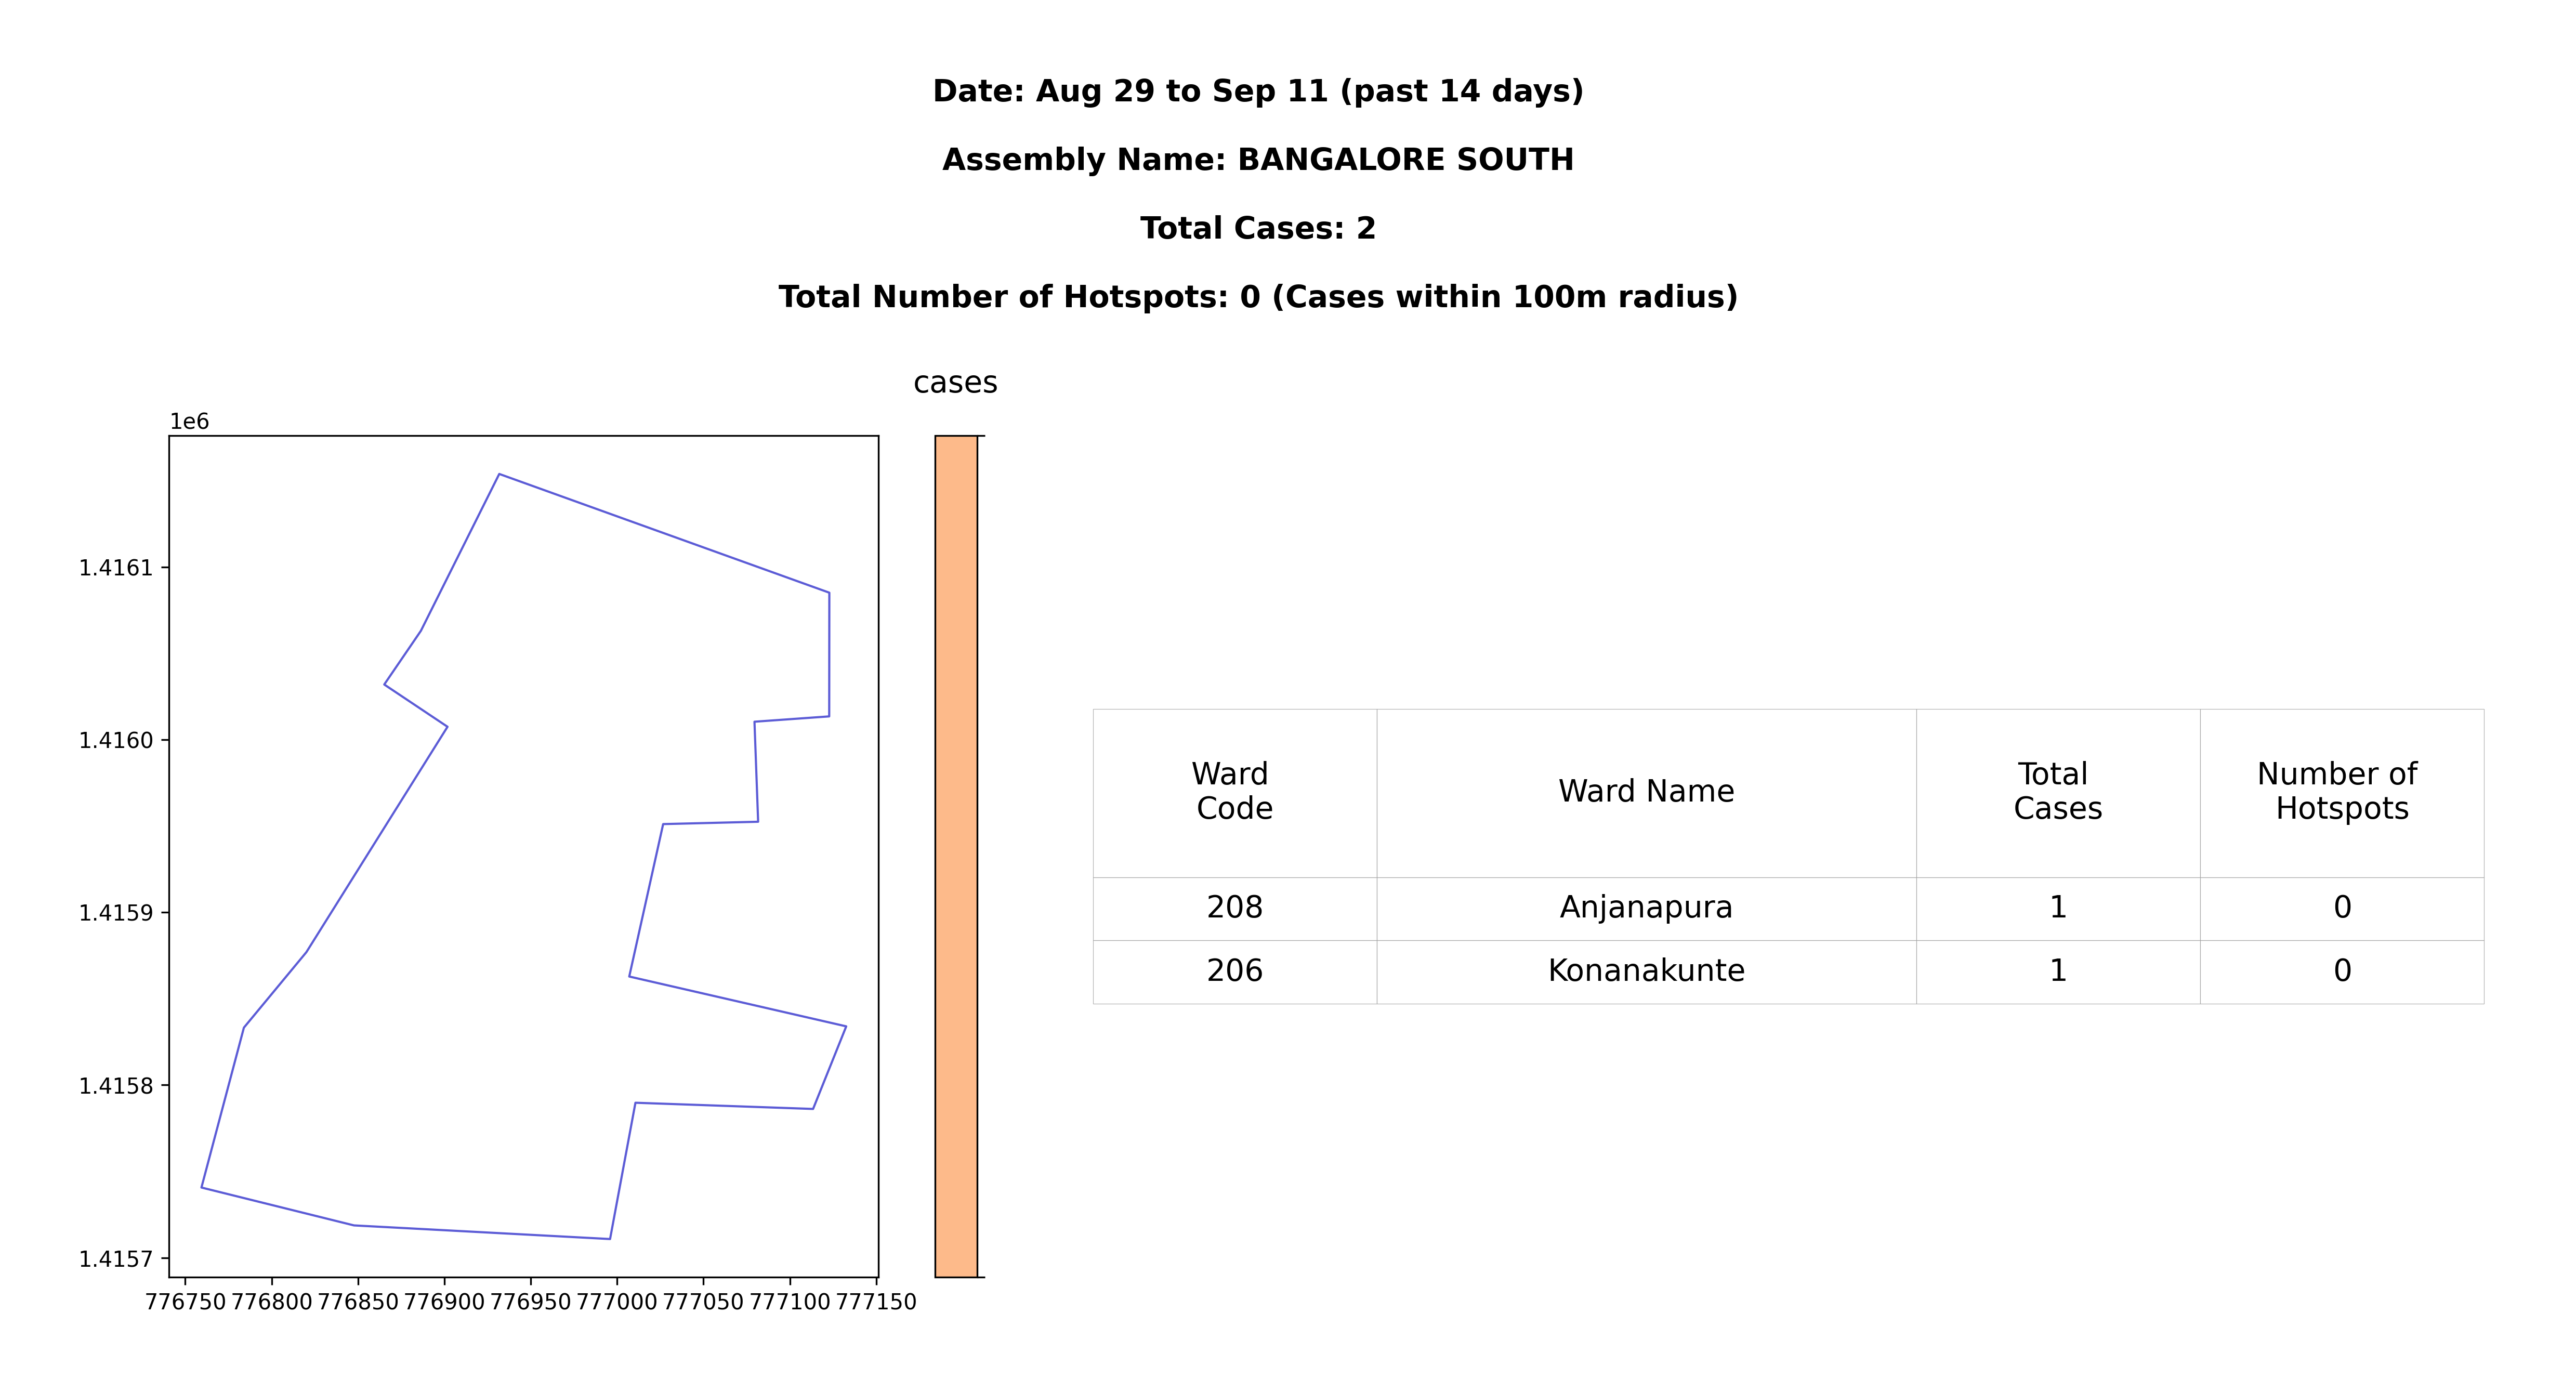 Date: Aug 29 to Sep 11 (past 14 days)
Assembly Name: BANGALORE SOUTH
Total Cases: 2
Total Number of Hotspots: 0 (Cases within 100m radius)
cases
1e6
1.4161
1.4160
1.4159
1.4158
1.4157
776750 776800 776850 776900 776950 777000 777050 777100 777150
Ward Code Ward Name Total Cases Number of Hotspots
208 Anjanapura 1 0
206 Konanakunte 1 0